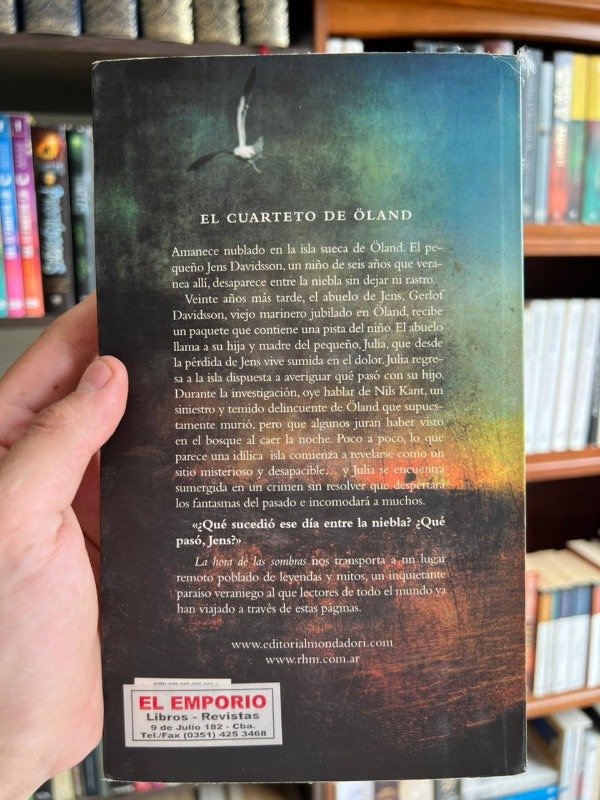 EL CUARTETO DE ÖLAND
Amanece nublado en la isla sueca de Öland. El pe-
queño Jens Davidsson, un niño de seis años que vera-
nea allí, desaparece entre la niebla sin dejar ni rastro.
Veinte años más tarde, el abuelo de Jens, Gerlof
Davidsson, viejo marinero jubilado en Öland, recibe
un paquete que contiene una pista del niño. El abuelo
llama a su hija y madre del pequeño, Julia, que desde
la pérdida de Jens vive sumida en el dolor. Julia regre-
sa a la isla dispuesta a averiguar qué pasó con su hijo.
Durante la investigación, oye hablar de Nils Kant, un
siniestro y temido delincuente de Öland que supues-
tamente murió, pero que algunos juran haber visto
en el bosque al caer la noche. Poco a poco, lo que
parece una idílica isla comienza a revelarse como un
sitio misterioso y desapacible... y Julia se encuentra
sumergida en un crimen sin resolver que despertará
los fantasmas del pasado e incomodará a muchos.
«¿Qué sucedió ese día entre la niebla? ¿Qué
pasó, Jens?»
La hora de las sombras nos transporta a un lugar
remoto poblado de leyendas y mitos, un inquietante
paraíso veraniego al que lectores de todo el mundo ya
han viajado a través de estas páginas.
www.editorialmondadori.com
www.rhm.com.ar
EL EMPORIO
Libros - Revistas
9 de Julio 182 - Cba.
Tel./Fax (0351) 425 3468